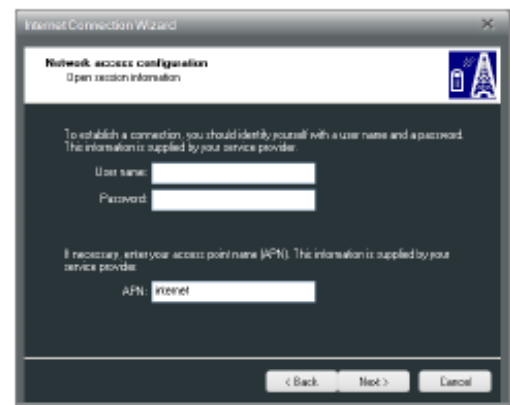 Internet Connection Wizard
Network access configuration
Open session information
To establish a connection, you should identify yourself with a user name and a password.
This information is supplied by your service provider.
User name:
Password:
If necessary, enter your access point name (APN). This information is supplied by your
service provider.
APN: internet
< Back Next > Cancel